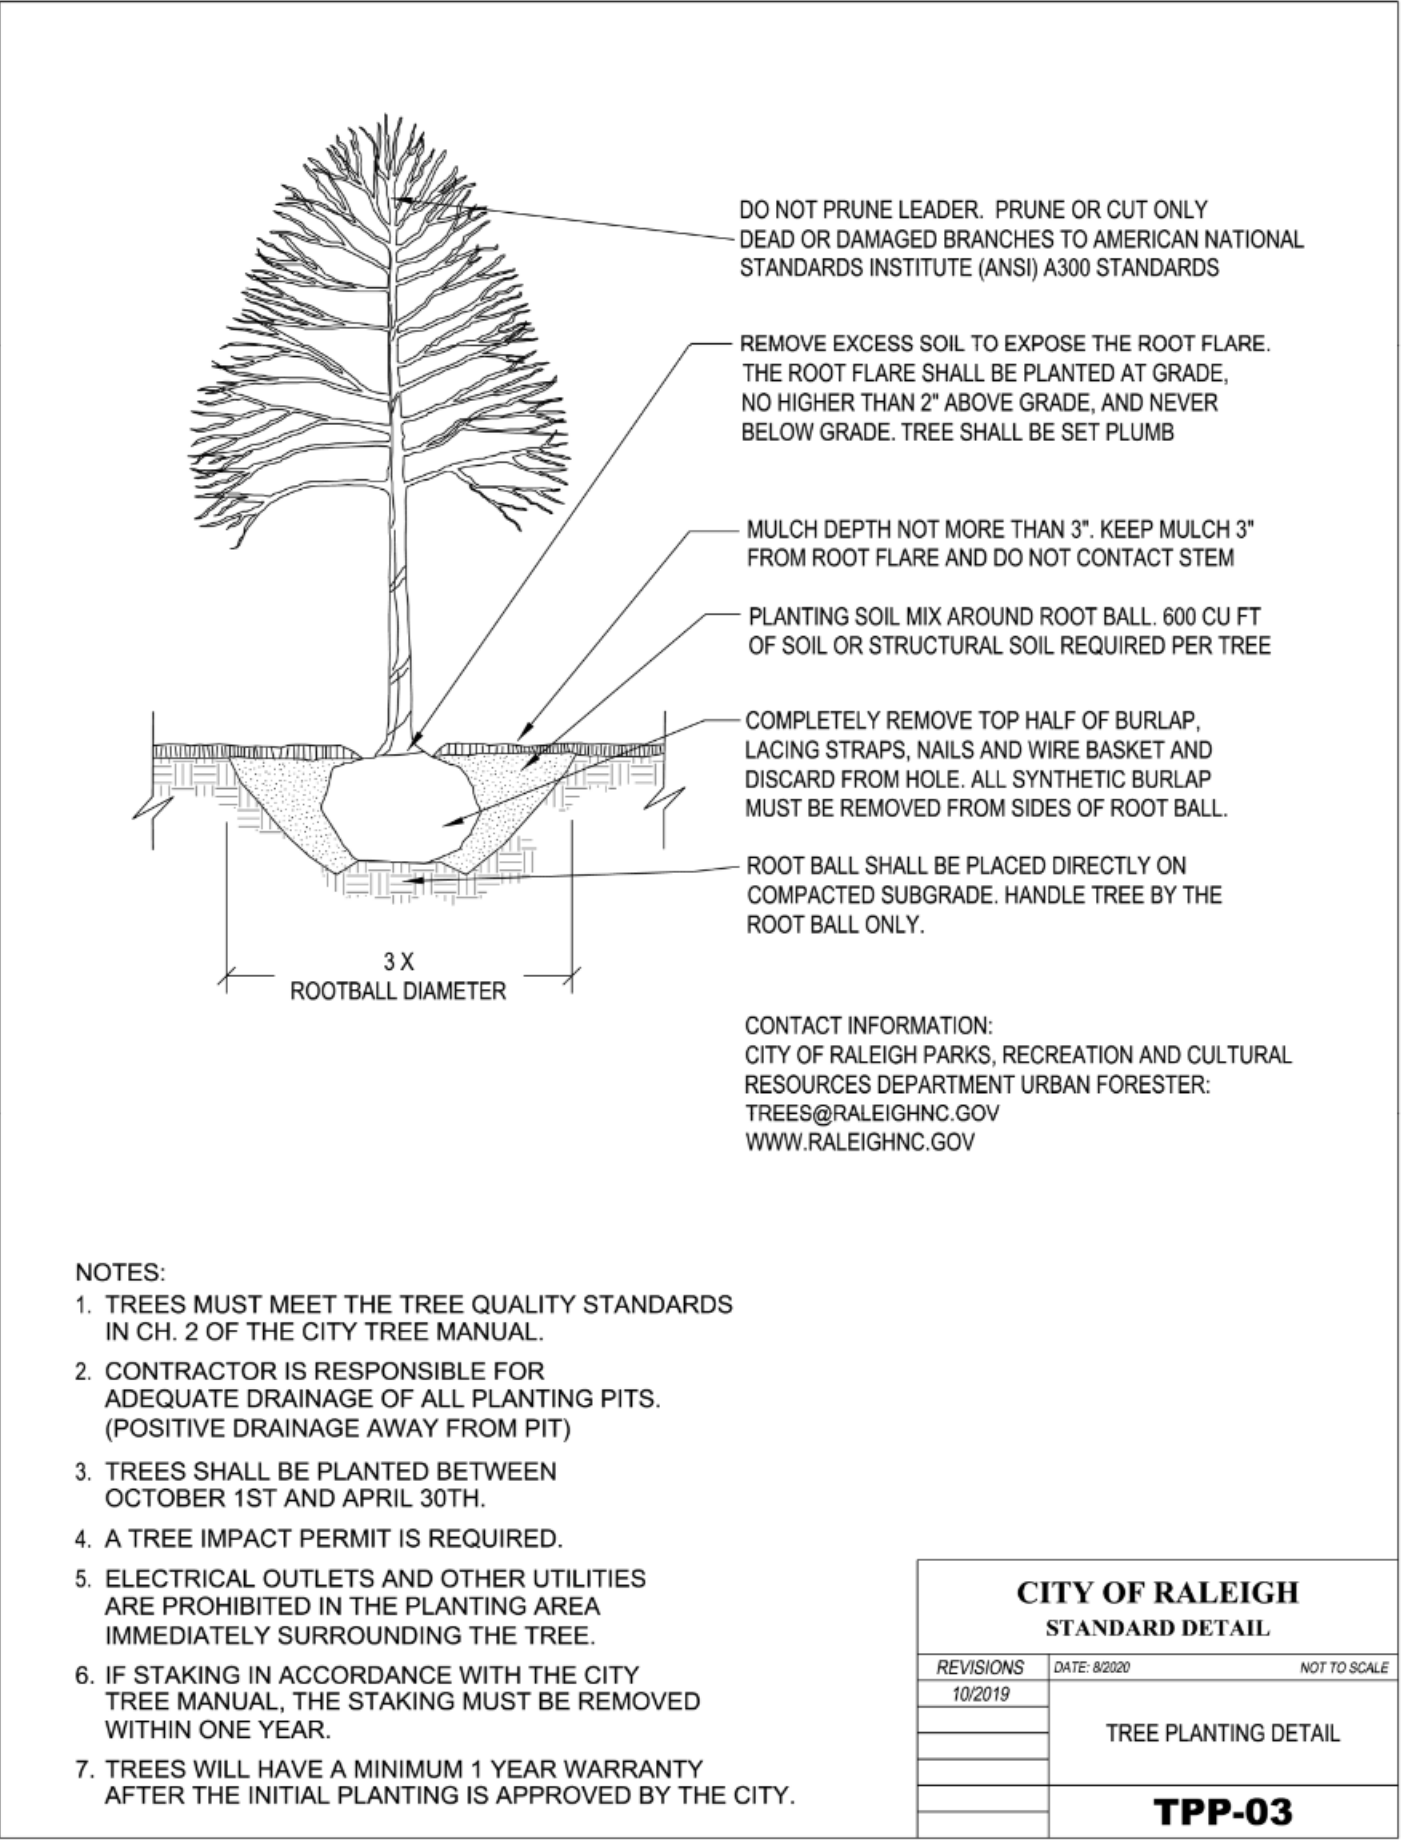 DO NOT PRUNE LEADER.  PRUNE OR CUT ONLY
DEAD OR DAMAGED BRANCHES TO AMERICAN NATIONAL
STANDARDS INSTITUTE (ANSI) A300 STANDARDS
REMOVE EXCESS SOIL TO EXPOSE THE ROOT FLARE.
THE ROOT FLARE SHALL BE PLANTED AT GRADE,
NO HIGHER THAN 2" ABOVE GRADE, AND NEVER
BELOW GRADE. TREE SHALL BE SET PLUMB
MULCH DEPTH NOT MORE THAN 3". KEEP MULCH 3"
FROM ROOT FLARE AND DO NOT CONTACT STEM
PLANTING SOIL MIX AROUND ROOT BALL. 600 CU FT
OF SOIL OR STRUCTURAL SOIL REQUIRED PER TREE
COMPLETELY REMOVE TOP HALF OF BURLAP,
LACING STRAPS, NAILS AND WIRE BASKET AND
DISCARD FROM HOLE. ALL SYNTHETIC BURLAP
MUST BE REMOVED FROM SIDES OF ROOT BALL.
ROOT BALL SHALL BE PLACED DIRECTLY ON
COMPACTED SUBGRADE. HANDLE TREE BY THE
ROOT BALL ONLY.
3 X
ROOTBALL DIAMETER
CONTACT INFORMATION:
CITY OF RALEIGH PARKS, RECREATION AND CULTURAL
RESOURCES DEPARTMENT URBAN FORESTER:
TREES@RALEIGHNC.GOV
WWW.RALEIGHNC.GOV
NOTES:
1. TREES MUST MEET THE TREE QUALITY STANDARDS
IN CH. 2 OF THE CITY TREE MANUAL.
2. CONTRACTOR IS RESPONSIBLE FOR
ADEQUATE DRAINAGE OF ALL PLANTING PITS.
(POSITIVE DRAINAGE AWAY FROM PIT)
3. TREES SHALL BE PLANTED BETWEEN
OCTOBER 1ST AND APRIL 30TH.
4. A TREE IMPACT PERMIT IS REQUIRED.
5. ELECTRICAL OUTLETS AND OTHER UTILITIES
ARE PROHIBITED IN THE PLANTING AREA
IMMEDIATELY SURROUNDING THE TREE.
6. IF STAKING IN ACCORDANCE WITH THE CITY
TREE MANUAL, THE STAKING MUST BE REMOVED
WITHIN ONE YEAR.
7. TREES WILL HAVE A MINIMUM 1 YEAR WARRANTY
AFTER THE INITIAL PLANTING IS APPROVED BY THE CITY.
CITY OF RALEIGH
STANDARD DETAIL
REVISIONS
DATE: 8/2020
NOT TO SCALE
10/2019
TREE PLANTING DETAIL
TPP-03